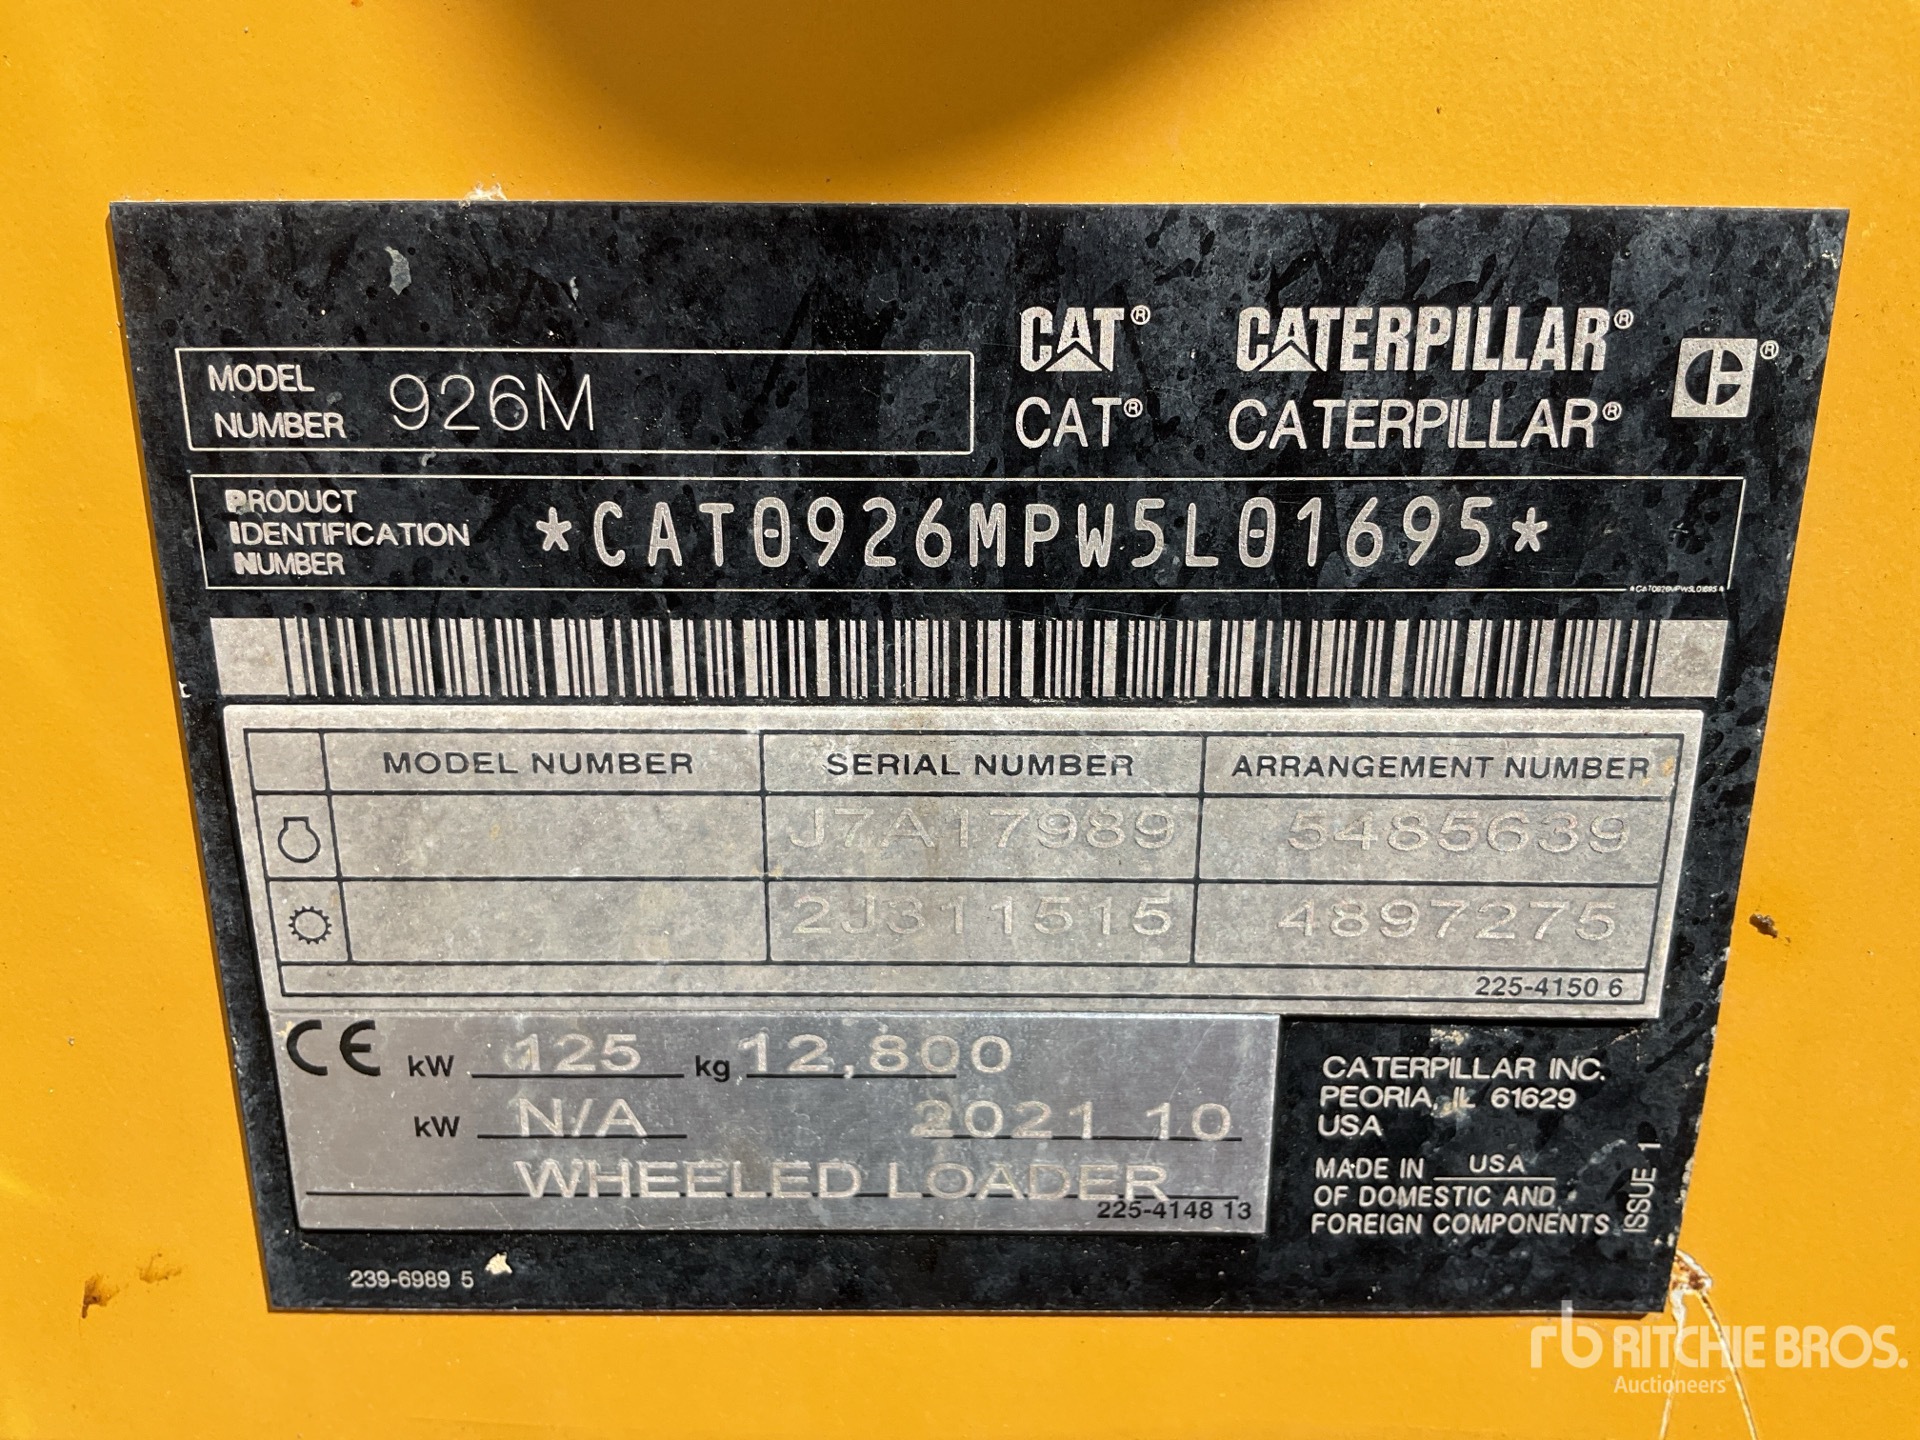 CAT® CATERPILLAR®
MODEL NUMBER 926M
CAT® CATERPILLAR®
PRODUCT IDENTIFICATION NUMBER *CAT0926MPW5L01695*
*CAT0926MPW5L01695*
MODEL NUMBER SERIAL NUMBER ARRANGEMENT NUMBER
J7A17989 5485639
2J311515 4897275
225-4150 6
CE kW 125 kg 12,800
kW N/A 2021 10
WHEELED LOADER
225-4148 13
CATERPILLAR INC.
PEORIA, IL 61629
USA
MADE IN USA
OF DOMESTIC AND
FOREIGN COMPONENTS
ISSUE 1
239-6989 5
rb RITCHIE BROS.
Auctioneers